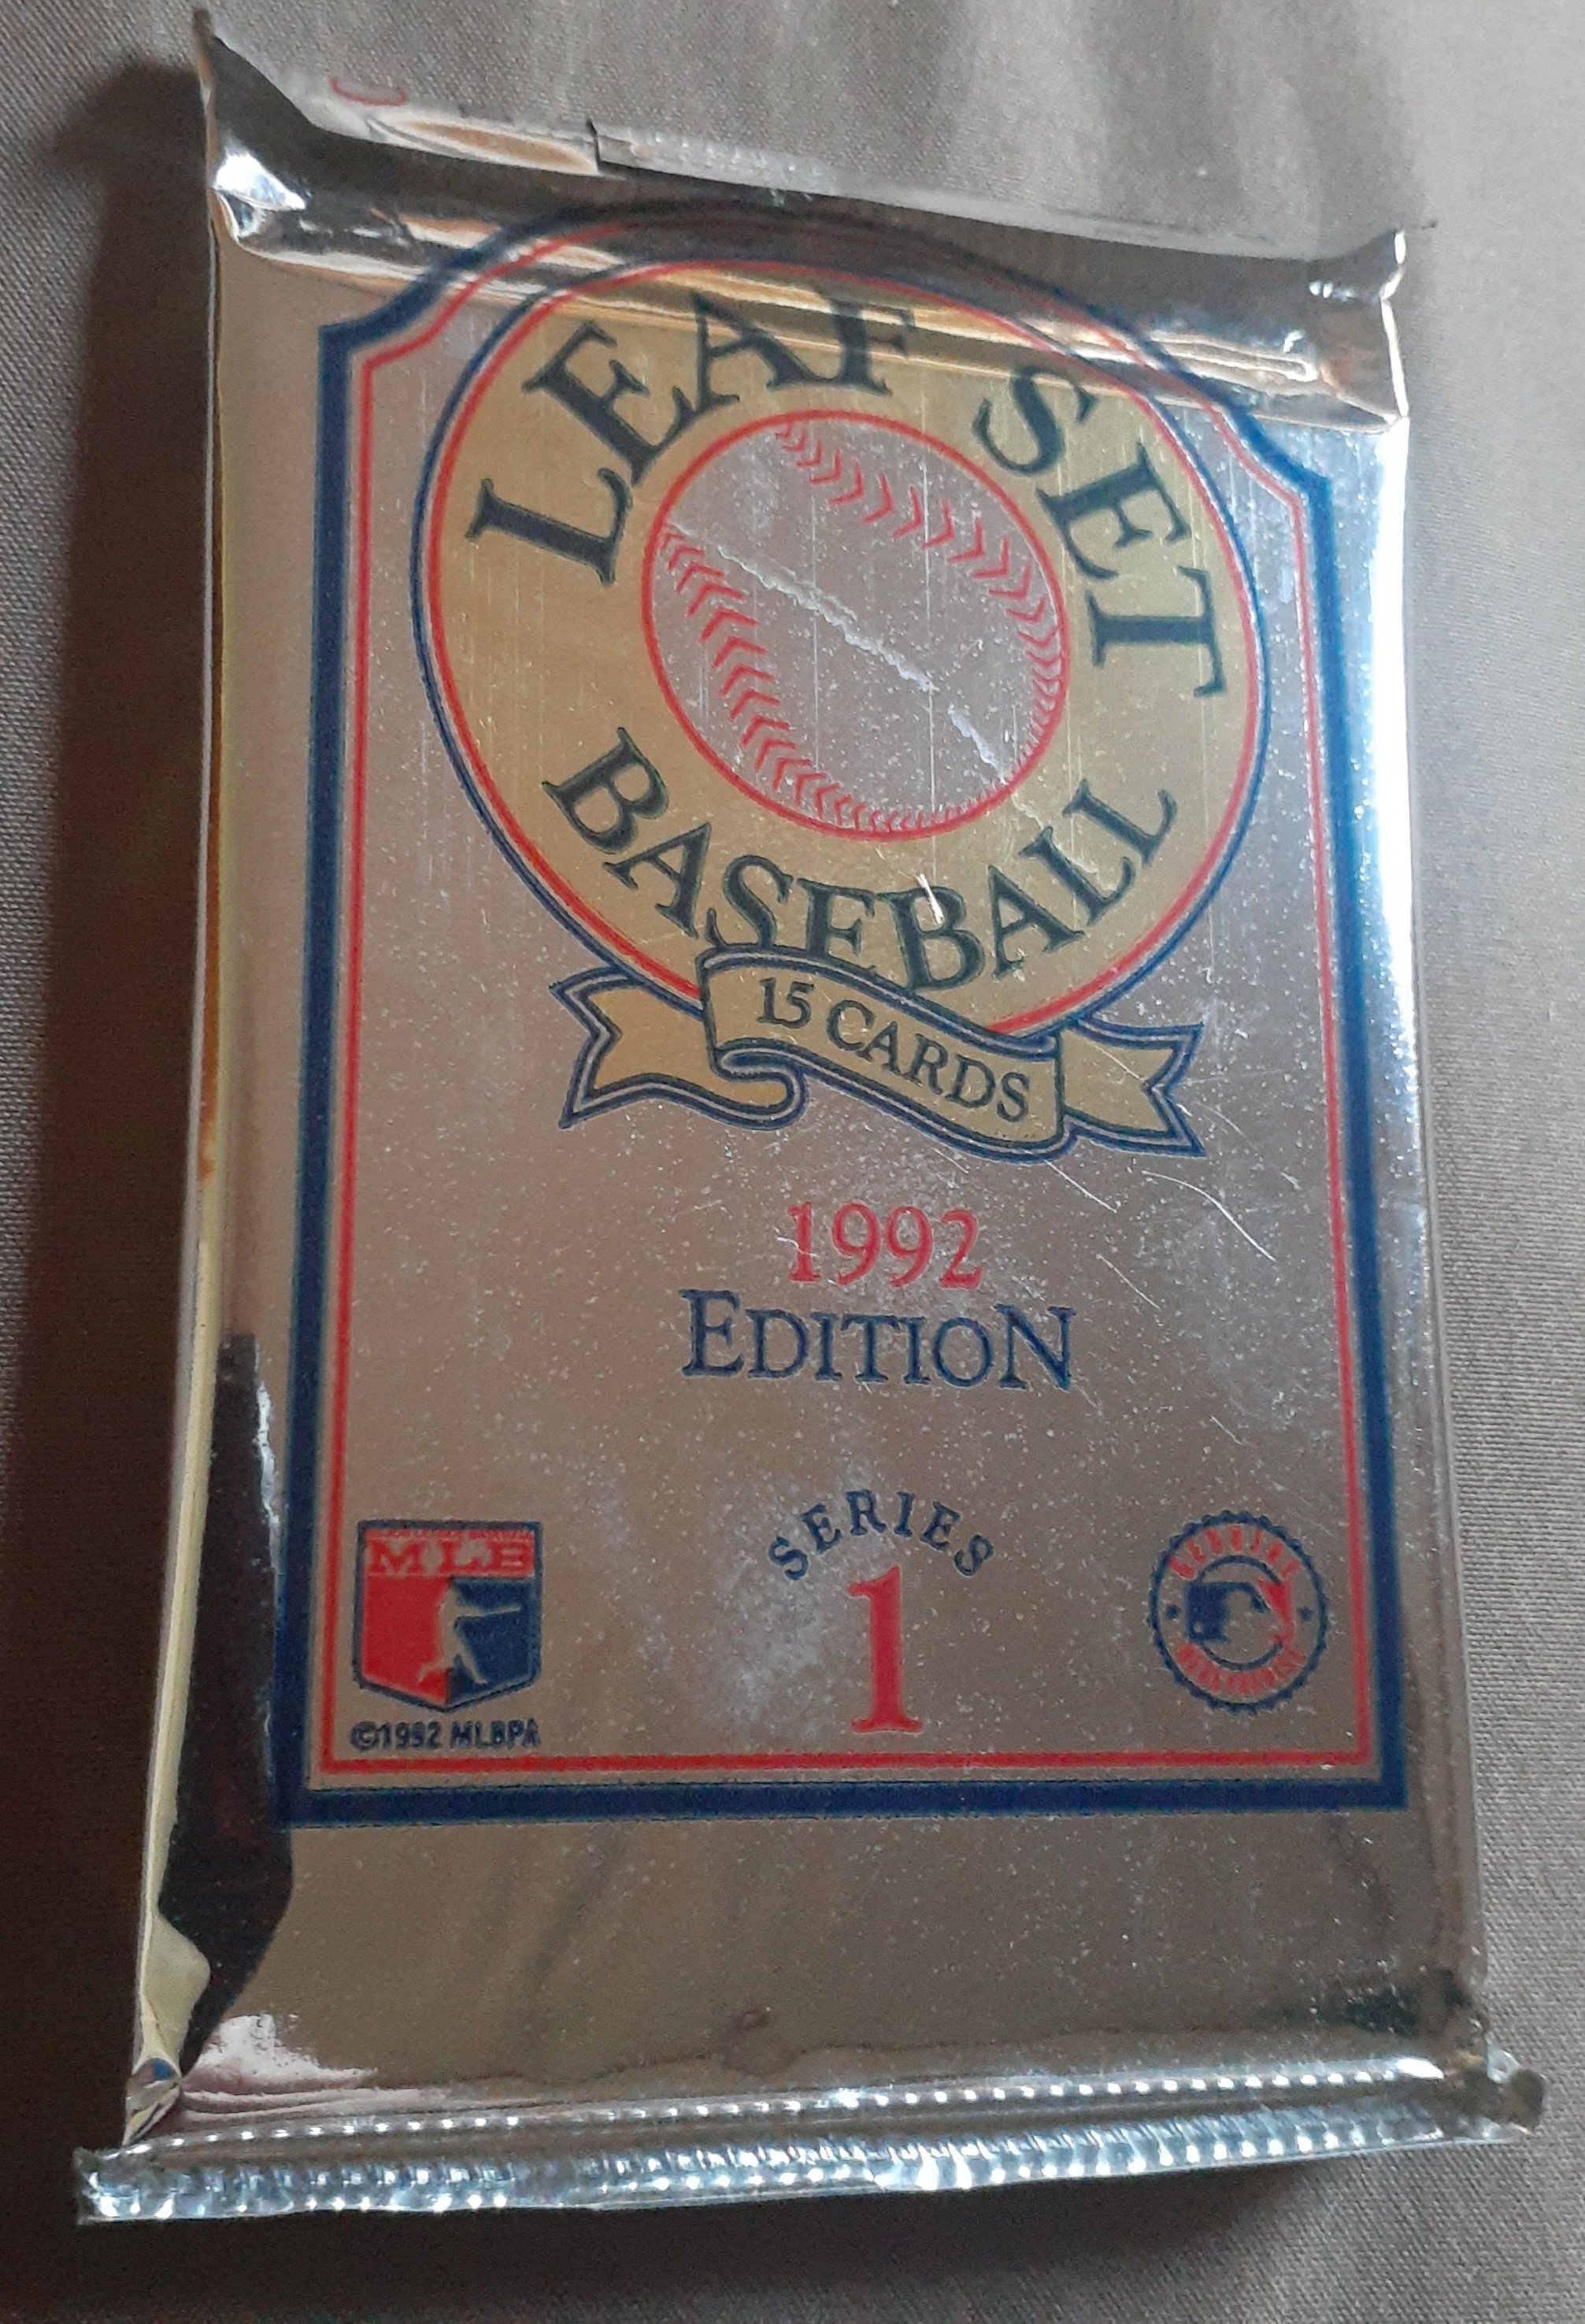 LEAF SET
BASEBALL
15 CARDS
1992
EDITION
SERIES
1
MLB
©1992 MLBPA